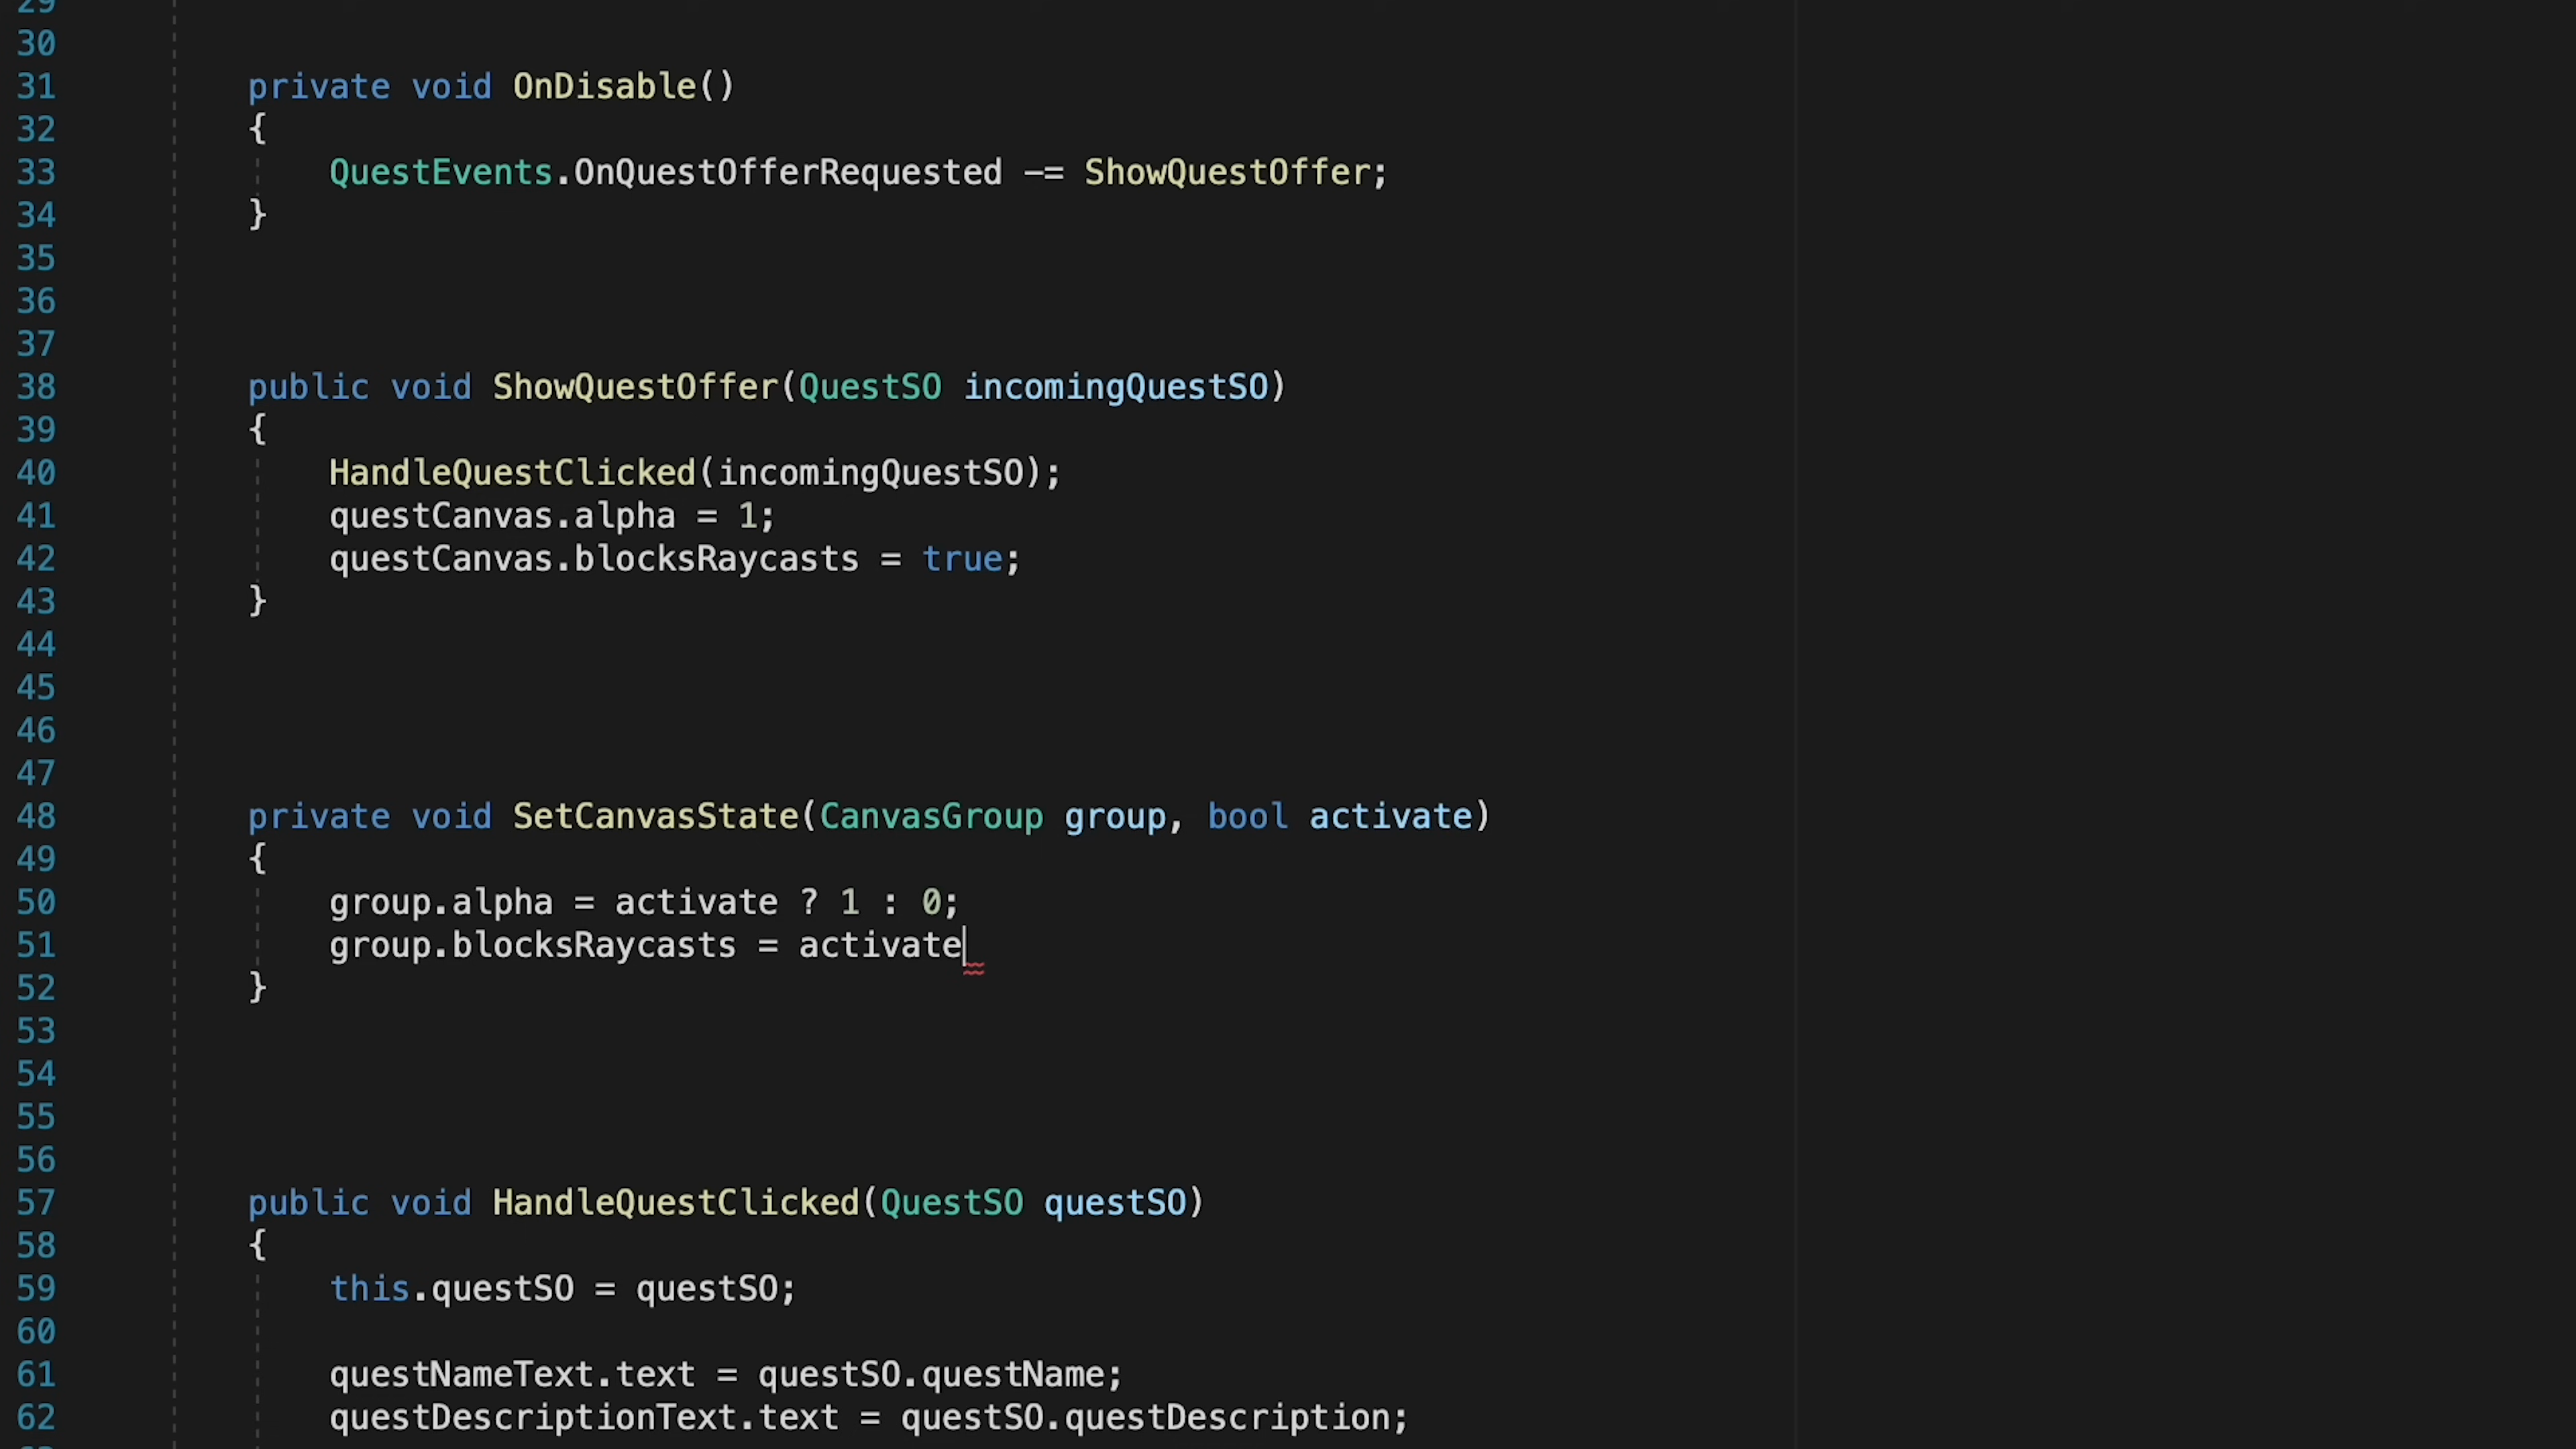 29
30
31 private void OnDisable()
32 {
33 QuestEvents.OnQuestOfferRequested -= ShowQuestOffer;
34 }
35
36
37
38 public void ShowQuestOffer(QuestSO incomingQuestSO)
39 {
40 HandleQuestClicked(incomingQuestSO);
41 questCanvas.alpha = 1;
42 questCanvas.blocksRaycasts = true;
43 }
44
45
46
47
48 private void SetCanvasState(CanvasGroup group, bool activate)
49 {
50 group.alpha = activate ? 1 : 0;
51 group.blocksRaycasts = activate
52 }
53
54
55
56
57 public void HandleQuestClicked(QuestSO questSO)
58 {
59 this.questSO = questSO;
60
61 questNameText.text = questSO.questName;
62 questDescriptionText.text = questSO.questDescription;